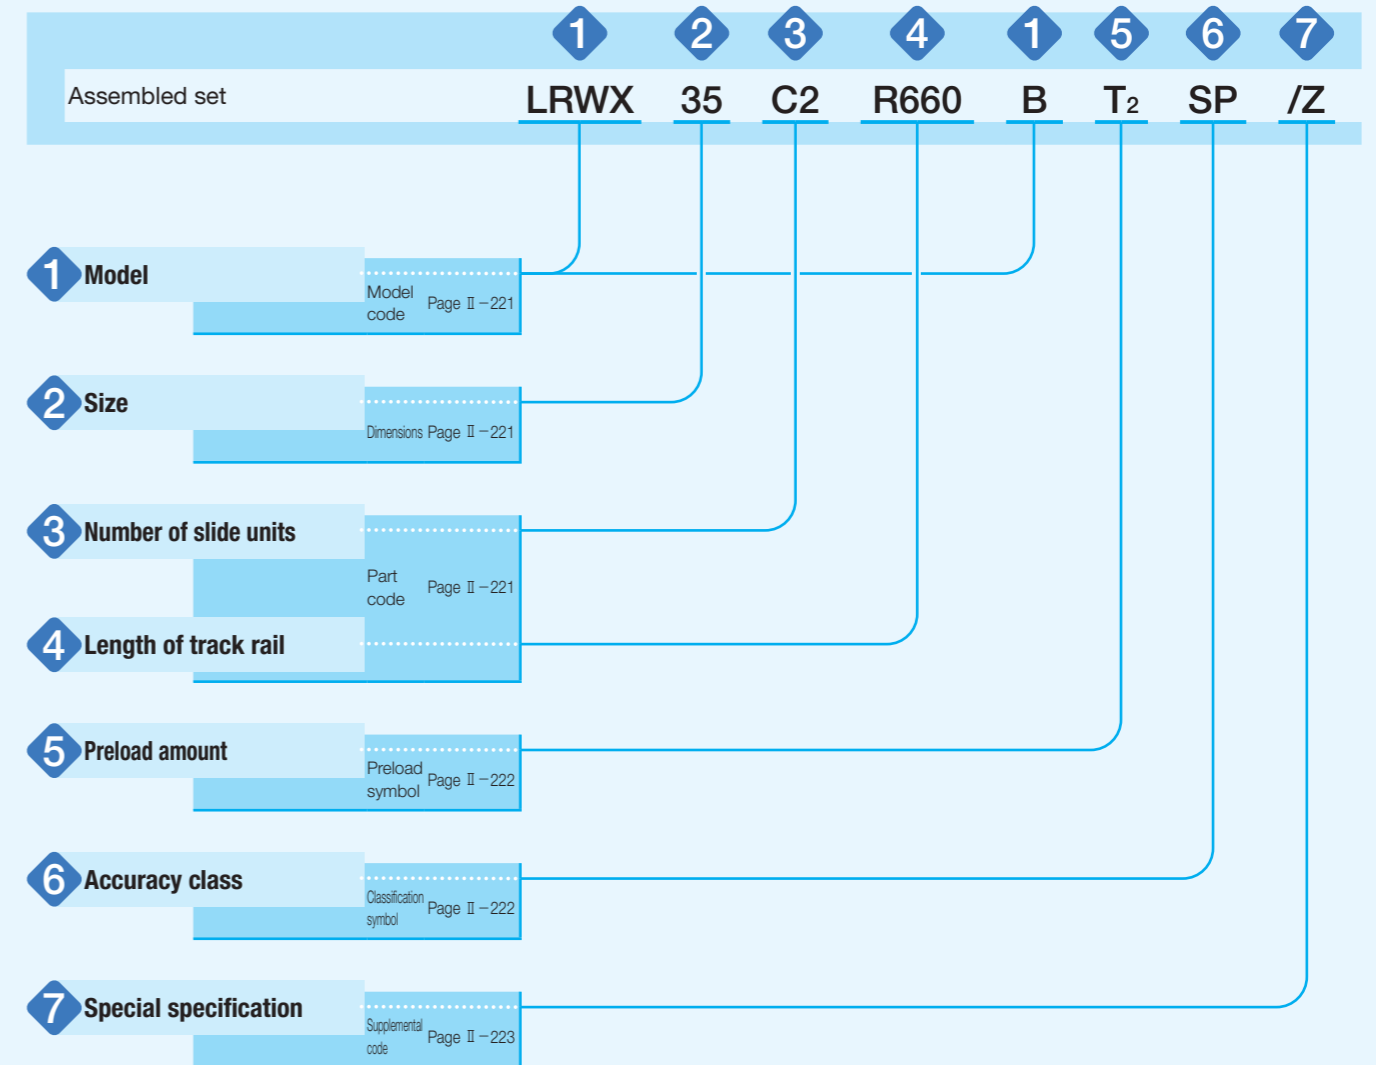 1 2 3 4 1 5 6 7
Assembled set LRWX 35 C2 R660 B T2 SP /Z
1 Model
Model code Page Ⅱ-221
2 Size
Dimensions Page Ⅱ-221
3 Number of slide units
Part code Page Ⅱ-221
4 Length of track rail
5 Preload amount
Preload symbol Page Ⅱ-222
6 Accuracy class
Classification symbol Page Ⅱ-222
7 Special specification
Supplemental code Page Ⅱ-223